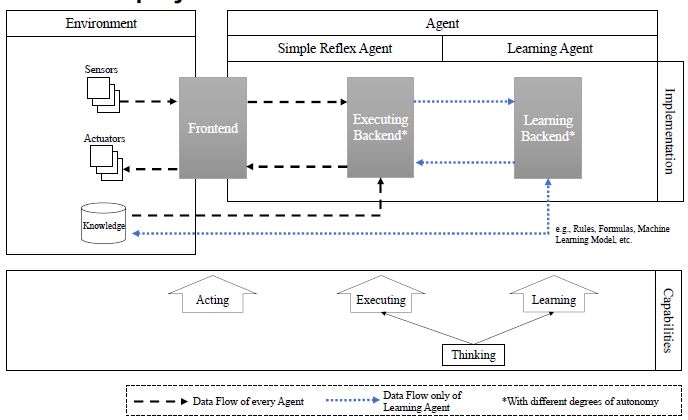 Environment
Agent
Simple Reflex Agent
Learning Agent
Sensors
Actuators
Knowledge
Frontend
Executing
Backend*
Learning
Backend*
Implementation
e.g., Rules, Formulas, Machine
Learning Model, etc.
Acting
Executing
Learning
Thinking
Capabilities
Data Flow of every Agent
Data Flow only of
Learning Agent
*With different degrees of autonomy